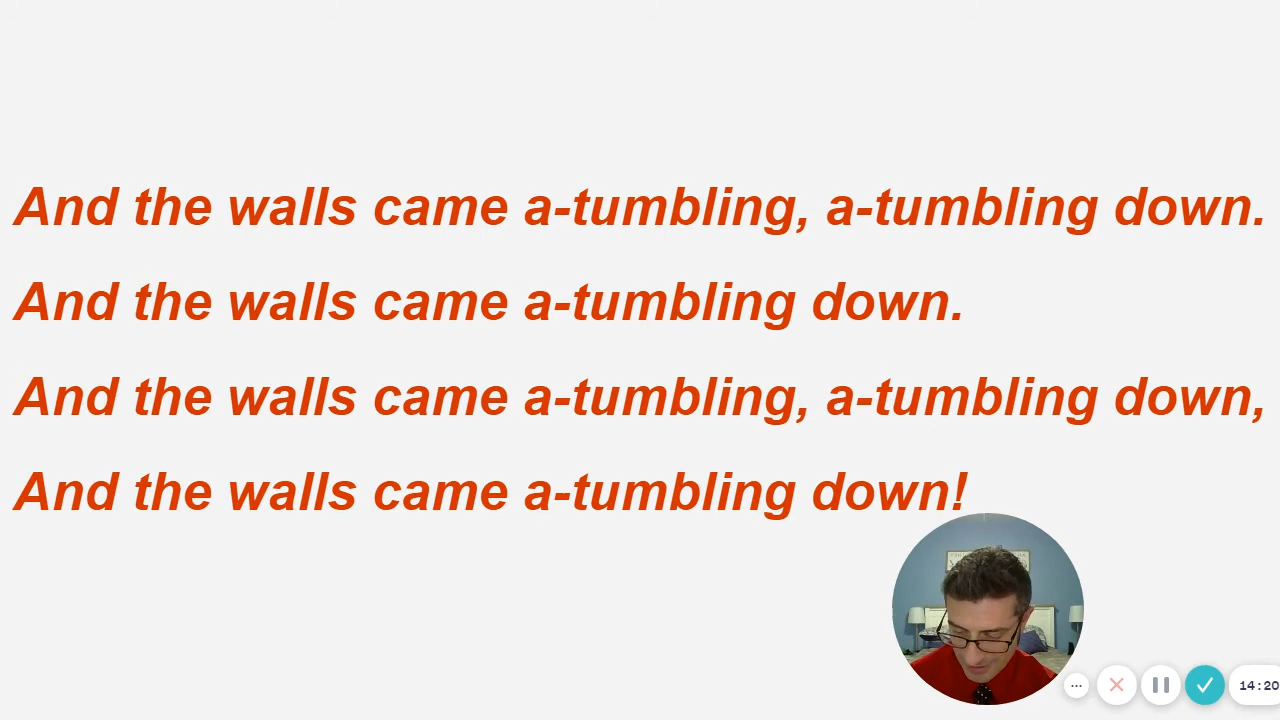 And the walls came a-tumbling, a-tumbling down.
And the walls came a-tumbling down.
And the walls came a-tumbling, a-tumbling down,
And the walls came a-tumbling down!
14:20